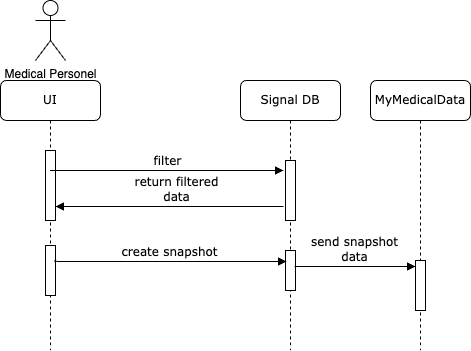 Medical Personel
UI
Signal DB
MyMedicalData
filter
return filtered
data
create snapshot
send snapshot
data